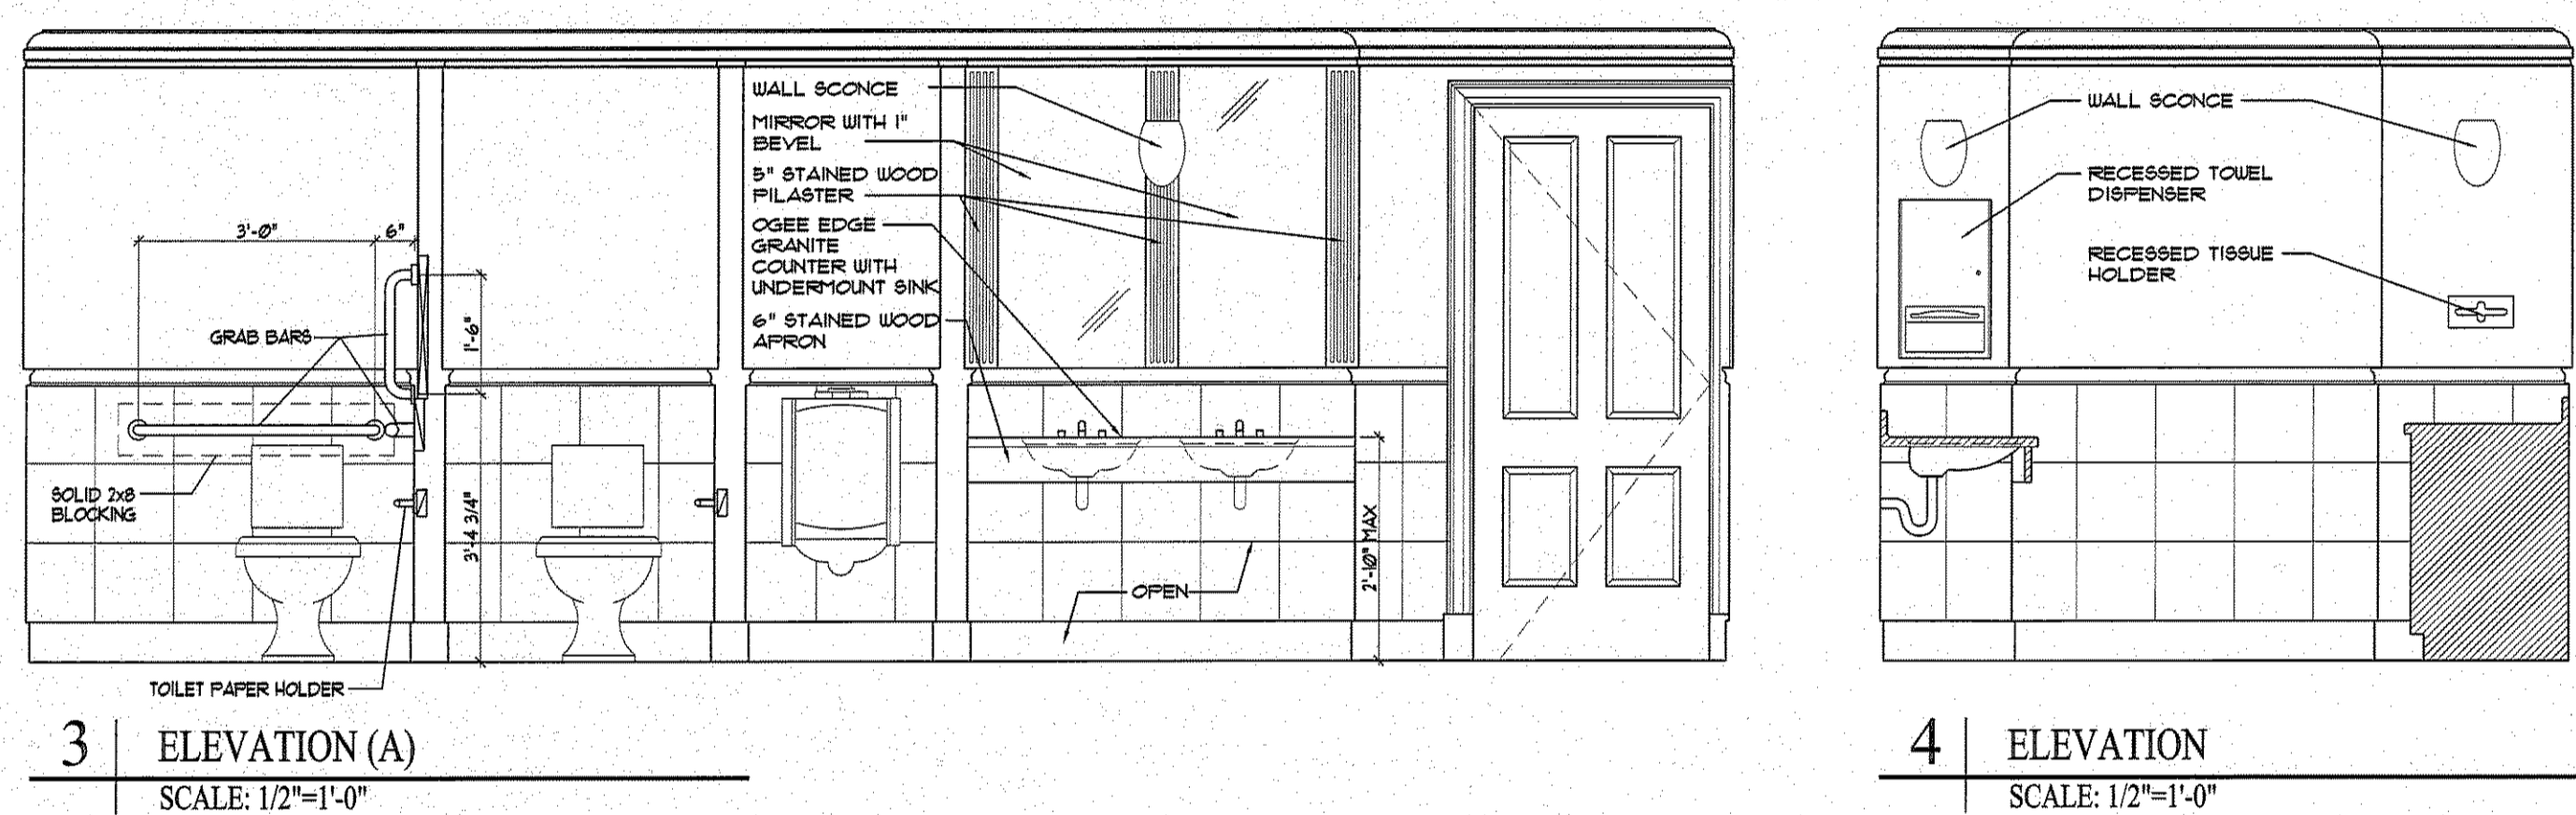 WALL SCONCE
MIRROR WITH 1"
BEVEL
5" STAINED WOOD
PILASTER
OGEE EDGE
GRANITE
COUNTER WITH
UNDERMOUNT SINK
6" STAINED WOOD
APRON
3'-0"
6"
1'-6"
GRAB BARS
SOLID 2x8
BLOCKING
3'-4 3/4"
2'-10" MAX
OPEN
TOILET PAPER HOLDER
3
ELEVATION (A)
SCALE: 1/2"=1'-0"
WALL SCONCE
RECESSED TOWEL
DISPENSER
RECESSED TISSUE
HOLDER
4
ELEVATION
SCALE: 1/2"=1'-0"